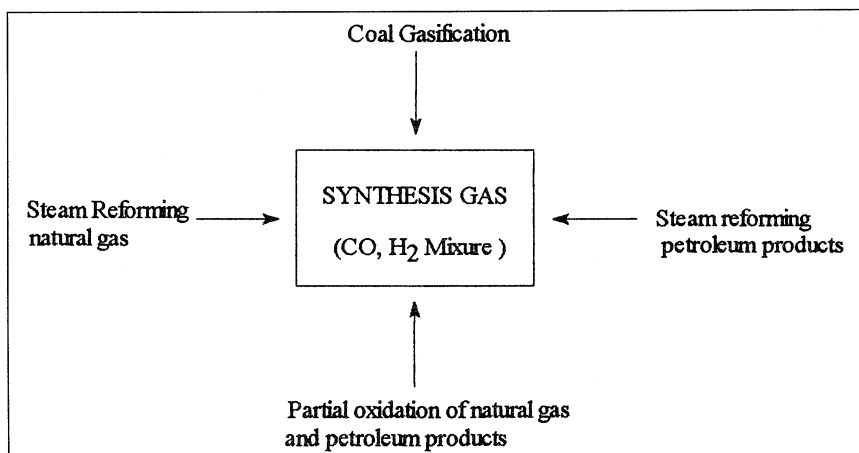 Coal Gasification
SYNTHESIS GAS
(CO, H2 Mixure )
Steam Reforming
natural gas
Steam reforming
petroleum products
Partial oxidation of natural gas
and petroleum products